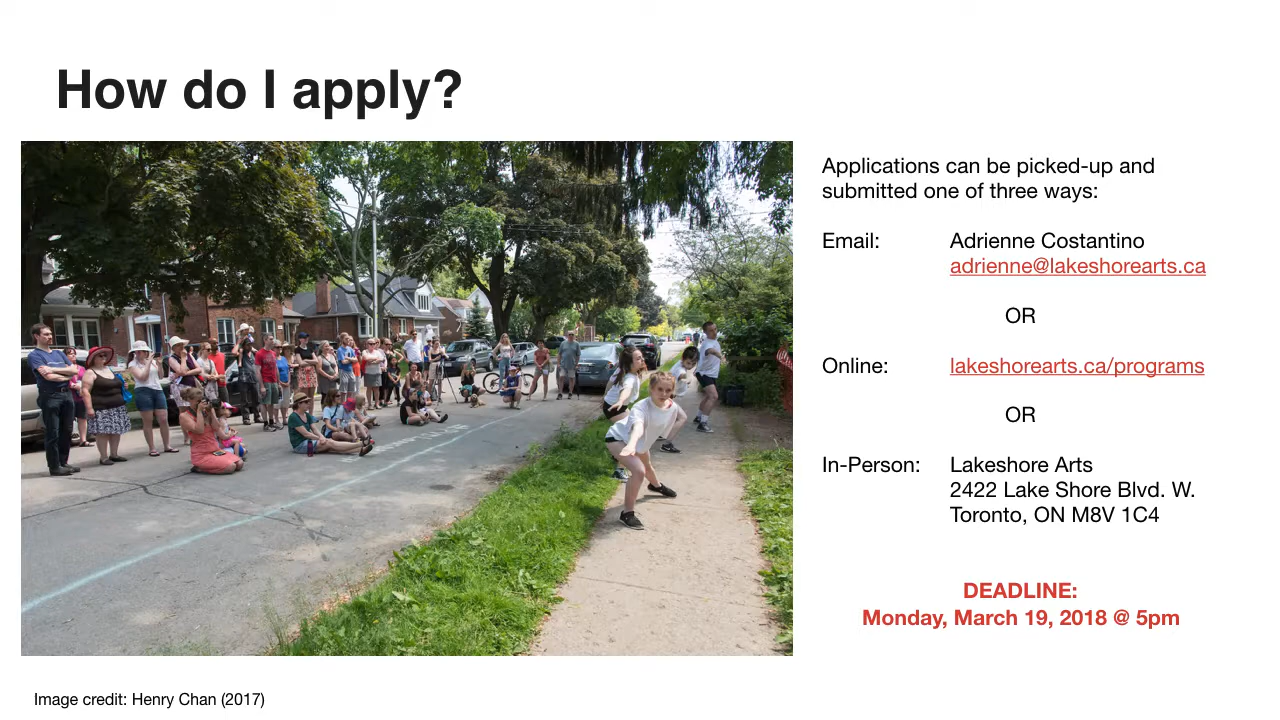 How do I apply?
Applications can be picked-up and
submitted one of three ways:
Email: Adrienne Costantino
adrienne@lakeshorearts.ca
OR
Online: lakeshorearts.ca/programs
OR
In-Person: Lakeshore Arts
2422 Lake Shore Blvd. W.
Toronto, ON M8V 1C4
DEADLINE:
Monday, March 19, 2018 @ 5pm
Image credit: Henry Chan (2017)